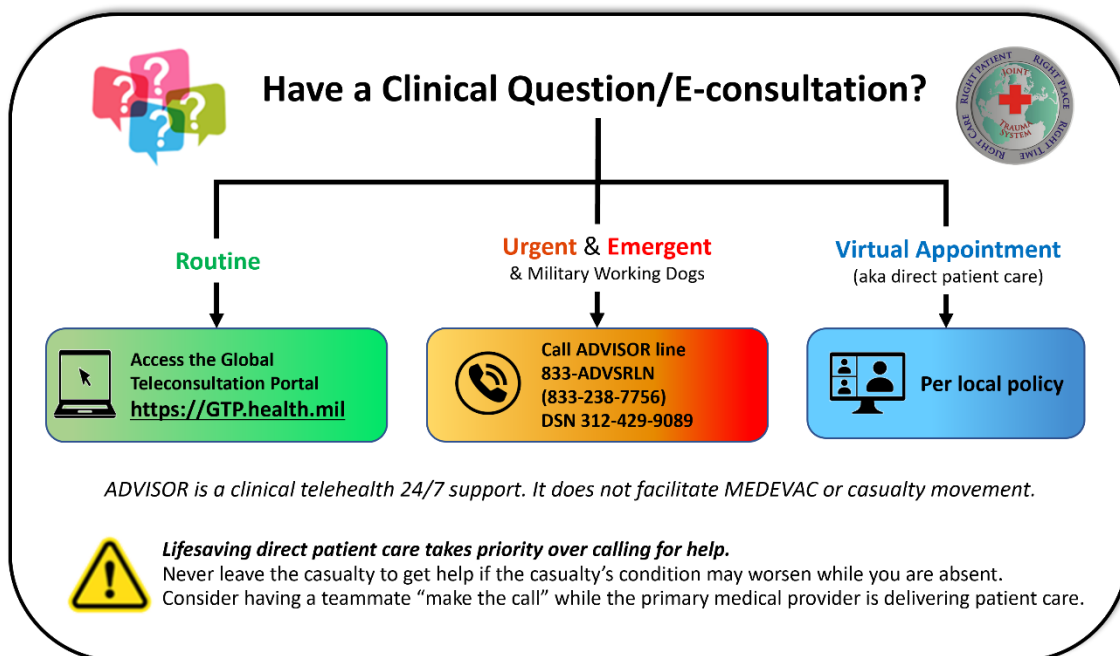 Have a Clinical Question/E-consultation?
RIGHT PATIENT
RIGHT PLACE
RIGHT TIME
RIGHT CARE
JOINT
TRAUMA
SYSTEM
? ? ? ?
Routine
Access the Global
Teleconsultation Portal
https://GTP.health.mil
Urgent & Emergent
& Military Working Dogs
Call ADVISOR line
833-ADVSRLN
(833-238-7756)
DSN 312-429-9089
Virtual Appointment
(aka direct patient care)
Per local policy
ADVISOR is a clinical telehealth 24/7 support. It does not facilitate MEDEVAC or casualty movement.
!
Lifesaving direct patient care takes priority over calling for help.
Never leave the casualty to get help if the casualty’s condition may worsen while you are absent.
Consider having a teammate “make the call” while the primary medical provider is delivering patient care.